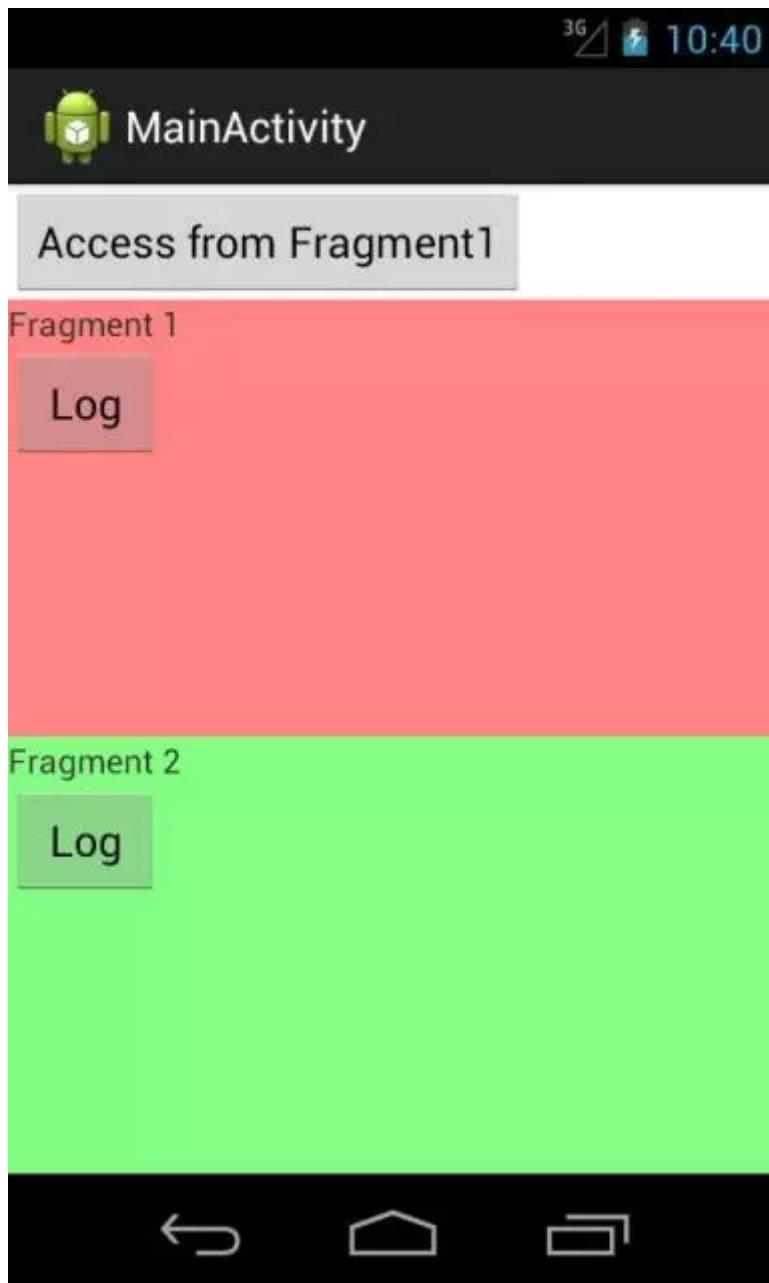 3G 10:40
MainActivity
Access from Fragment1
Fragment 1
Log
Fragment 2
Log